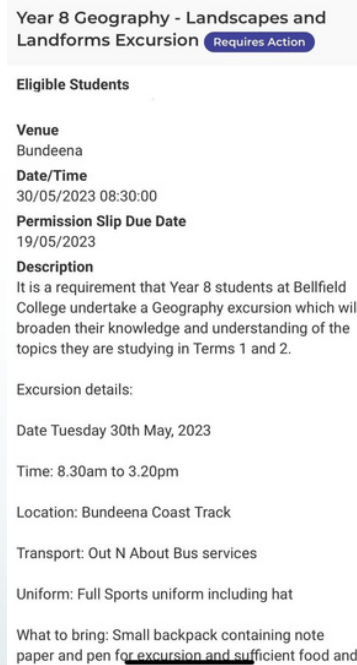 Year 8 Geography - Landscapes and
Landforms Excursion Requires Action
Eligible Students
Venue
Bundeena
Date/Time
30/05/2023 08:30:00
Permission Slip Due Date
19/05/2023
Description
It is a requirement that Year 8 students at Bellfield
College undertake a Geography excursion which wil
broaden their knowledge and understanding of the
topics they are studying in Terms 1 and 2.
Excursion details:
Date Tuesday 30th May, 2023
Time: 8.30am to 3.20pm
Location: Bundeena Coast Track
Transport: Out N About Bus services
Uniform: Full Sports uniform including hat
What to bring: Small backpack containing note
paper and pen for excursion and sufficient food and